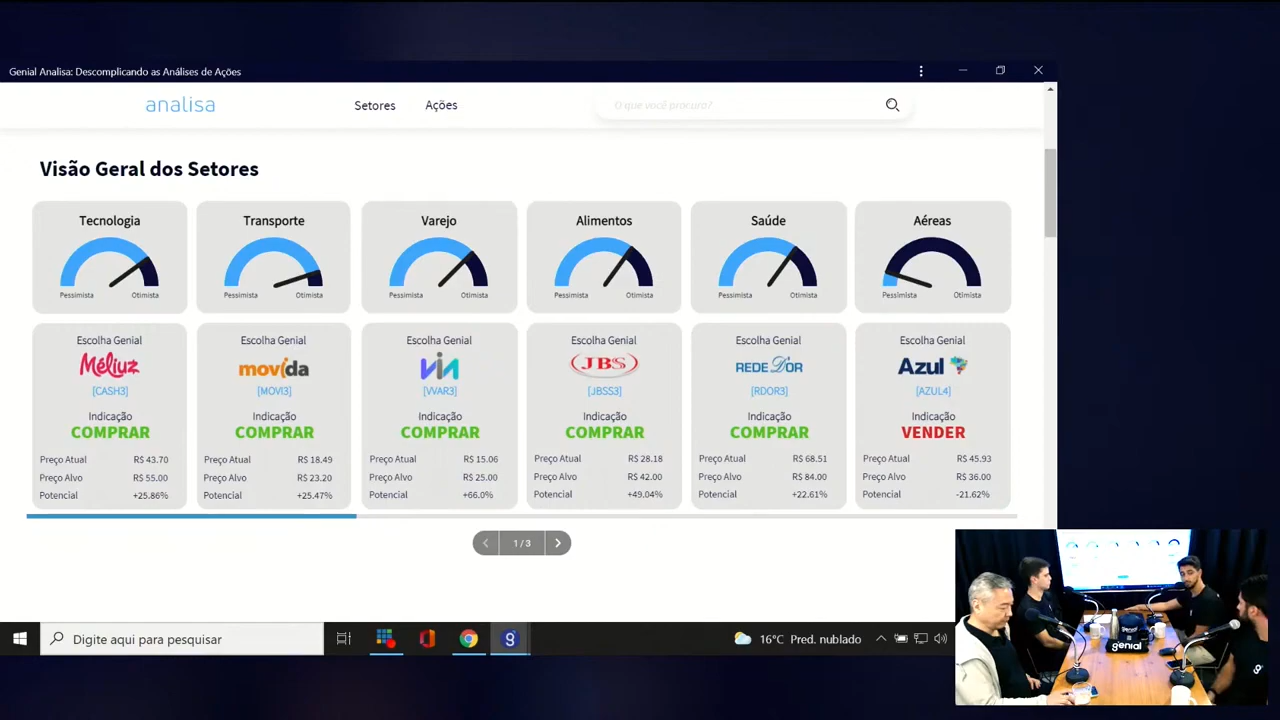 Genial Analisa: Descomplicando as Análises de Ações
analisa
Setores
Ações
O que você procura?
Visão Geral dos Setores
Tecnologia
Pessimista
Otimista
Transporte
Pessimista
Otimista
Varejo
Pessimista
Otimista
Alimentos
Pessimista
Otimista
Saúde
Pessimista
Otimista
Aéreas
Pessimista
Otimista
Escolha Genial
Méliuz
[CASH3]
Indicação
COMPRAR
Preço Atual R$ 43.70
Preço Alvo R$ 55.00
Potencial +25.86%
Escolha Genial
movida
[MOVI3]
Indicação
COMPRAR
Preço Atual R$ 18.49
Preço Alvo R$ 23.20
Potencial +25.47%
Escolha Genial
VIA
[VVAR3]
Indicação
COMPRAR
Preço Atual R$ 15.06
Preço Alvo R$ 25.00
Potencial +66.0%
Escolha Genial
JBS
[JBSS3]
Indicação
COMPRAR
Preço Atual R$ 28.18
Preço Alvo R$ 42.00
Potencial +49.04%
Escolha Genial
REDE D'OR
[RDOR3]
Indicação
COMPRAR
Preço Atual R$ 68.51
Preço Alvo R$ 84.00
Potencial +22.61%
Escolha Genial
Azul
[AZUL4]
Indicação
VENDER
Preço Atual R$ 45.93
Preço Alvo R$ 36.00
Potencial -21.62%
1 / 3
Digite aqui para pesquisar
16°C Pred. nublado
genial